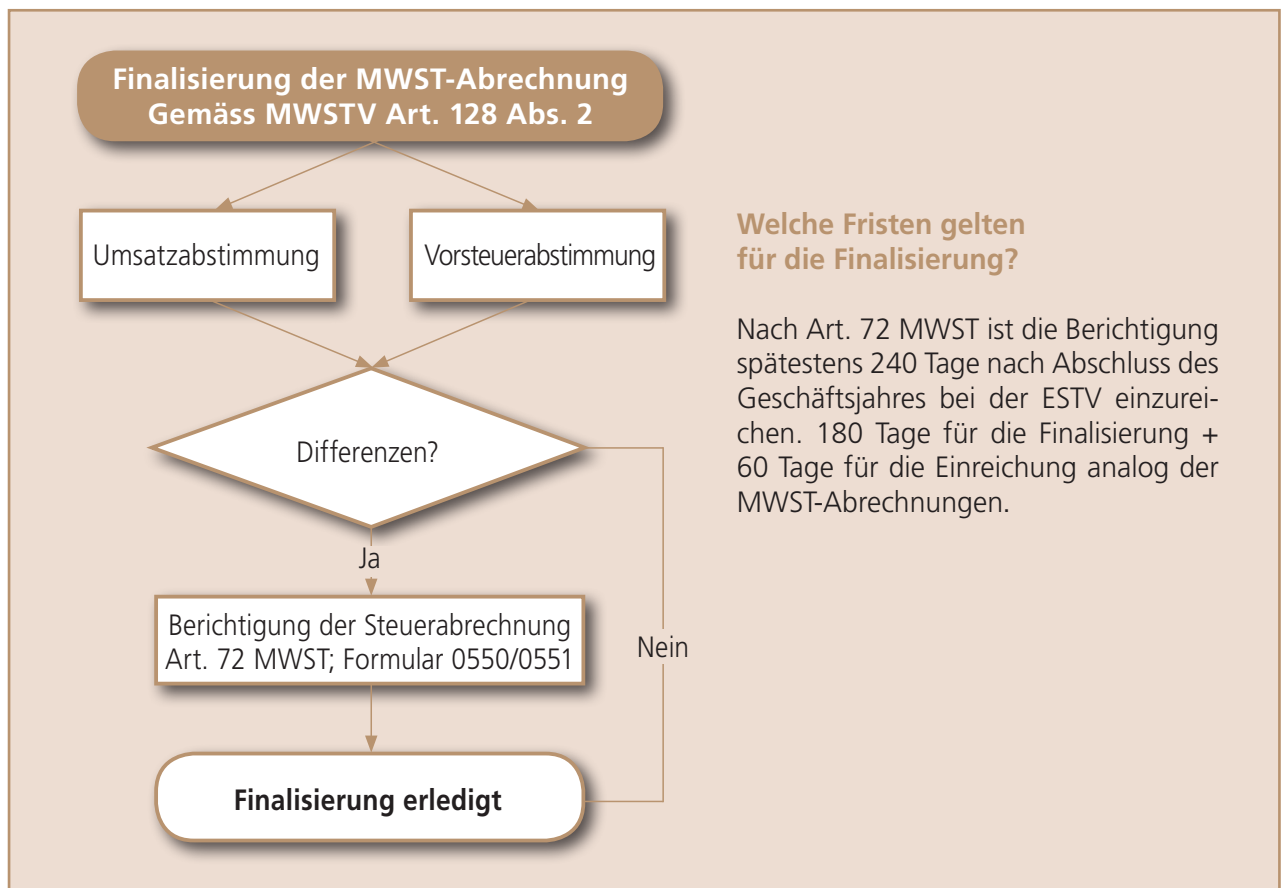 Finalisierung der MWST-Abrechnung
Gemäss MWSTV Art. 128 Abs. 2
Umsatzabstimmung
Vorsteuerabstimmung
Differenzen?
Ja
Berichtigung der Steuerabrechnung
Art. 72 MWST; Formular 0550/0551
Nein
Finalisierung erledigt
Welche Fristen gelten
für die Finalisierung?
Nach Art. 72 MWST ist die Berichtigung
spätestens 240 Tage nach Abschluss des
Geschäftsjahres bei der ESTV einzurei-
chen. 180 Tage für die Finalisierung +
60 Tage für die Einreichung analog der
MWST-Abrechnungen.